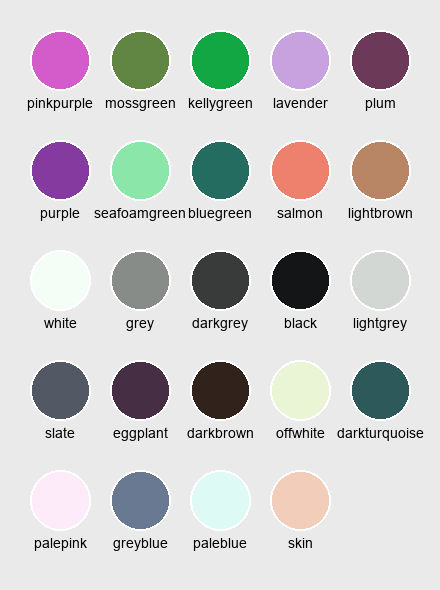 pinkpurple mossgreen kellygreen lavender plum
purple seafoamgreen bluegreen salmon lightbrown
white grey darkgrey black lightgrey
slate eggplant darkbrown offwhite darkturquoise
palepink greyblue paleblue skin